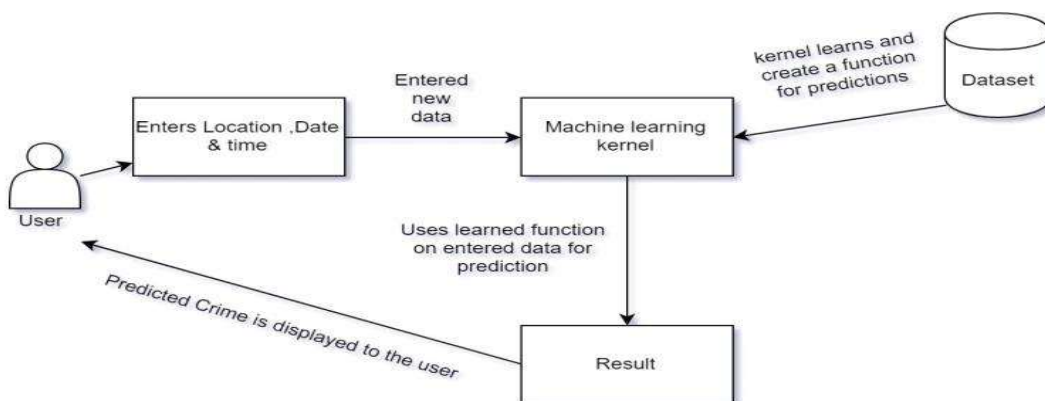 User
Enters Location ,Date
& time
Entered
new
data
Machine learning
kernel
kernel learns and
create a function
for predictions
Dataset
Uses learned function
on entered data for
prediction
Result
Predicted Crime is displayed to the user